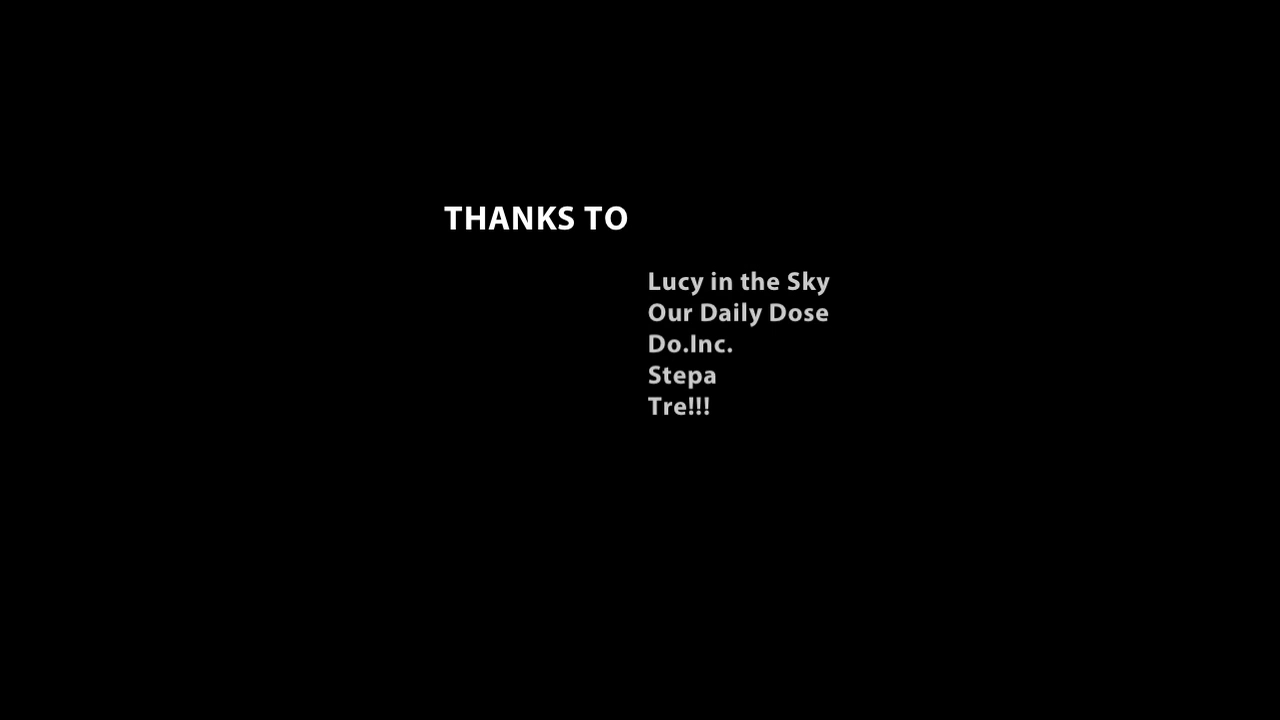 THANKS TO
Lucy in the Sky
Our Daily Dose
Do.Inc.
Stepa
Tre!!!